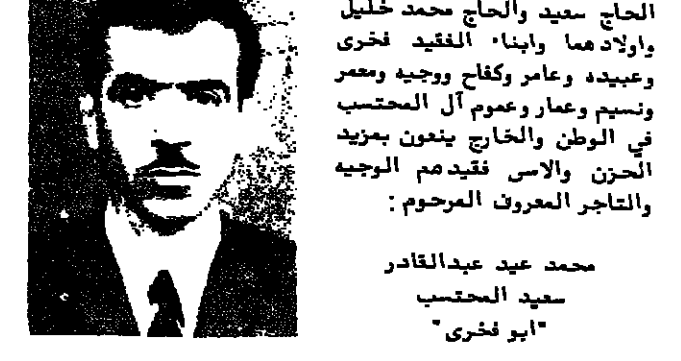 الحاج سعيد والحاج محمد خليل
واولادهما وابناء الفقيد فخرى
وعبيده وعامر وكفاح ووجيه ومعمر
ونسيم وعمار وعموم آل المحتسب
في الوطن والخارج ينعون بمزيد
الحزن والاسى فقيدهم الوجيه
والتاجر المعروف المرحوم :
محمد عيد عبدالقادر
سعيد المحتسب
"ابو فخرى"